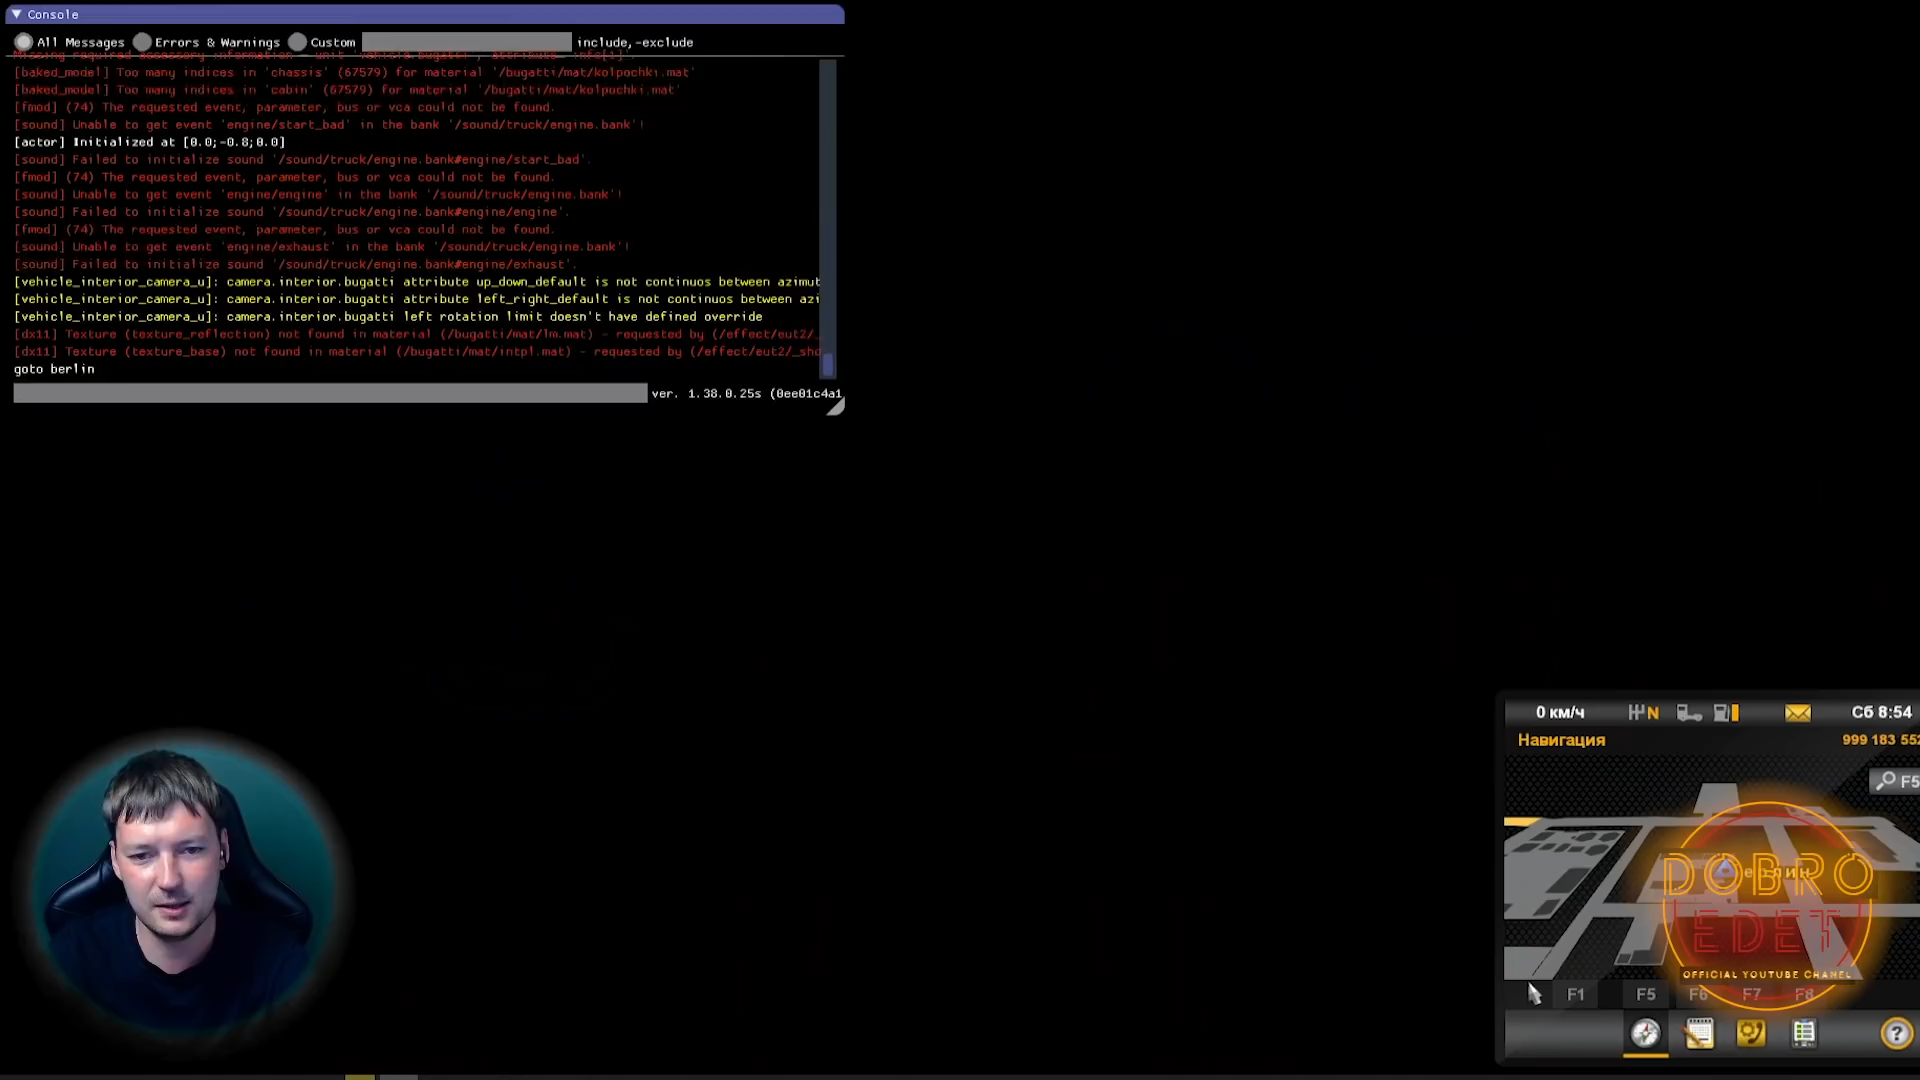 Console
All Messages Errors & Warnings Custom include,-exclude
Missing required accessory information - unit 'vehicle.bugatti', attribute 'info[1]'.
[baked_model] Too many indices in 'chassis' (67579) for material '/bugatti/mat/kolpochki.mat'
[baked_model] Too many indices in 'cabin' (67579) for material '/bugatti/mat/kolpochki.mat'
[fmod] (74) The requested event, parameter, bus or vca could not be found.
[sound] Unable to get event 'engine/start_bad' in the bank '/sound/truck/engine.bank'!
[actor] Initialized at [0.0;-0.8;0.0]
[sound] Failed to initialize sound '/sound/truck/engine.bank#engine/start_bad'.
[fmod] (74) The requested event, parameter, bus or vca could not be found.
[sound] Unable to get event 'engine/engine' in the bank '/sound/truck/engine.bank'!
[sound] Failed to initialize sound '/sound/truck/engine.bank#engine/engine'.
[fmod] (74) The requested event, parameter, bus or vca could not be found.
[sound] Unable to get event 'engine/exhaust' in the bank '/sound/truck/engine.bank'!
[sound] Failed to initialize sound '/sound/truck/engine.bank#engine/exhaust'.
[vehicle_interior_camera_u]: camera.interior.bugatti attribute up_down_default is not continuos between azimut
[vehicle_interior_camera_u]: camera.interior.bugatti attribute left_right_default is not continuos between azi
[vehicle_interior_camera_u]: camera.interior.bugatti left rotation limit doesn't have defined override
[dx11] Texture (texture_reflection) not found in material (/bugatti/mat/lm.mat) - requested by (/effect/eut2/_
[dx11] Texture (texture_base) not found in material (/bugatti/mat/intpl.mat) - requested by (/effect/eut2/_sho
goto berlin
ver. 1.38.0.25s (0ee01c4a1
0 км/ч N Сб 8:54
Навигация 999 183 552
F5
DOBRO
EDET
OFFICIAL YOUTUBE CHANEL
F1 F5 F6 F7 F8
?